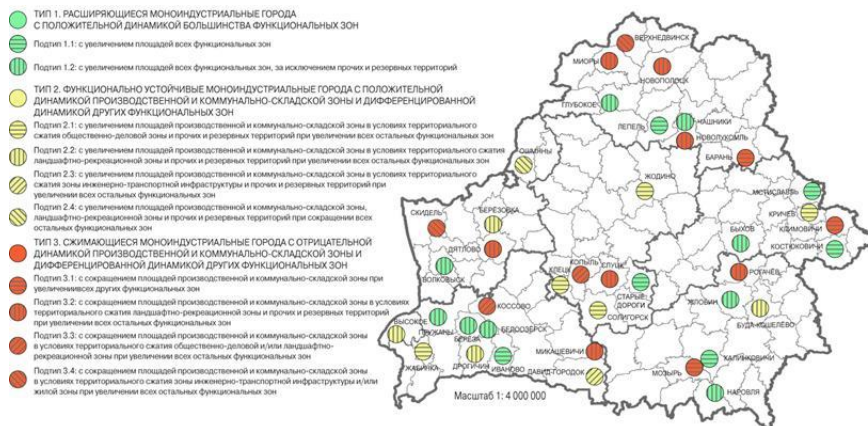 ТИП 1. РАСШИРЯЮЩИЕСЯ МОНОИНДУСТРИАЛЬНЫЕ ГОРОДА
С ПОЛОЖИТЕЛЬНОЙ ДИНАМИКОЙ БОЛЬШИНСТВА ФУНКЦИОНАЛЬНЫХ ЗОН
Подтип 1.1: с увеличением площадей всех функциональных зон
Подтип 1.2: с увеличением площадей всех функциональных зон, за исключением прочих и резервных территорий
ТИП 2. ФУНКЦИОНАЛЬНО УСТОЙЧИВЫЕ МОНОИНДУСТРИАЛЬНЫЕ ГОРОДА С ПОЛОЖИТЕЛЬНОЙ
ДИНАМИКОЙ ПРОИЗВОДСТВЕННОЙ И КОММУНАЛЬНО-СКЛАДСКОЙ ЗОНЫ И ДИФФЕРЕНЦИРОВАННОЙ
ДИНАМИКОЙ ДРУГИХ ФУНКЦИОНАЛЬНЫХ ЗОН
Подтип 2.1: с увеличением площадей производственной и коммунально-складской зоны в условиях территориального
сжатия общественно-деловой зоны и прочих и резервных территорий при увеличении всех остальных функциональных зон
Подтип 2.2: с увеличением площадей производственной и коммунально-складской зоны в условиях территориального сжатия
ландшафтно-рекреационной зоны и прочих и резервных территорий при увеличении всех остальных функциональных зон
Подтип 2.3: с увеличением площадей производственной и коммунально-складской зоны в условиях территориального
сжатия зоны инженерно-транспортной инфраструктуры и прочих и резервных территорий при
увеличении всех остальных функциональных зон
Подтип 2.4: с увеличением площадей производственной и коммунально-складской зоны,
ландшафтно-рекреационной зоны и прочих и резервных территорий при сокращении всех
остальных функциональных зон
ТИП 3. СЖИМАЮЩИЕСЯ МОНОИНДУСТРИАЛЬНЫЕ ГОРОДА С ОТРИЦАТЕЛЬНОЙ
ДИНАМИКОЙ ПРОИЗВОДСТВЕННОЙ И КОММУНАЛЬНО-СКЛАДСКОЙ ЗОНЫ И
ДИФФЕРЕНЦИРОВАННОЙ ДИНАМИКОЙ ДРУГИХ ФУНКЦИОНАЛЬНЫХ ЗОН
Подтип 3.1: с сокращением площадей производственной и коммунально-складской зоны при
увеличениивсех других функциональных зон
Подтип 3.2: с сокращением площадей производственной и коммунально-складской зоны в условиях
территориального сжатия ландшафтно-рекреационной зоны и прочих и резервных территорий
при увеличении всех остальных функциональных зон
Подтип 3.3: с сокращением площадей производственной и коммунально-складской зоны
в условиях территориального сжатия общественно-деловой и/или ландшафтно-
рекреационной зоны при увеличении всех остальных функциональных зон
Подтип 3.4: с сокращением площадей производственной и коммунально-складской зоны
в условиях территориального сжатия зоны инженерно-транспортной инфраструктуры и/или
жилой зоны при увеличении всех остальных функциональных зон
ВЕРХНЕДВИНСК
МИОРЫ
НОВОПОЛОЦК
ГЛУБОКОЕ
ЧАШНИКИ
ЛЕПЕЛЬ
НОВОЛУКОМЛЬ
БАРАНЬ
ОШМЯНЫ
ЖОДИНО
МСТИСЛАВЛЬ
КРИЧЕВ
КЛИМОВИЧИ
КОСТЮКОВИЧИ
БЫХОВ
СКИДЕЛЬ
БЕРЁЗОВКА
ДЯТЛОВО
ВОЛКОВЫСК
КЛЕЦК
КОПЫЛЬ
СЛУЦК
СТАРЫЕ
ДОРОГИ
СОЛИГОРСК
РОГАЧЁВ
ЖЛОБИН
БУДА-КОШЕЛЁВО
КОССОВО
ВЫСОКОЕ
ПРУЖАНЫ
БЕЛООЗЁРСК
БЕРЁЗА
ЖАБИНКА
ДРОГИЧИН
ИВАНОВО
МИКАШЕВИЧИ
ДАВИД-ГОРОДОК
КАЛИНКОВИЧИ
МОЗЫРЬ
НАРОВЛЯ
Масштаб 1: 4 000 000